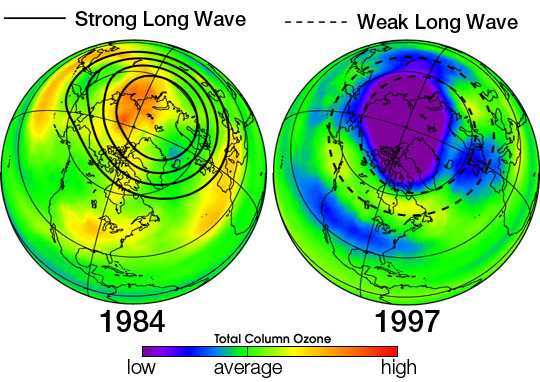 Strong Long Wave
Weak Long Wave
1984
1997
Total Column Ozone
low
average
high